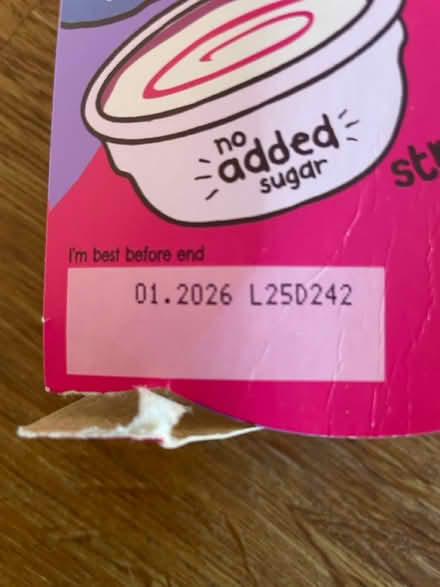 no
added
sugar
I'm best before end
01.2026 L25D242